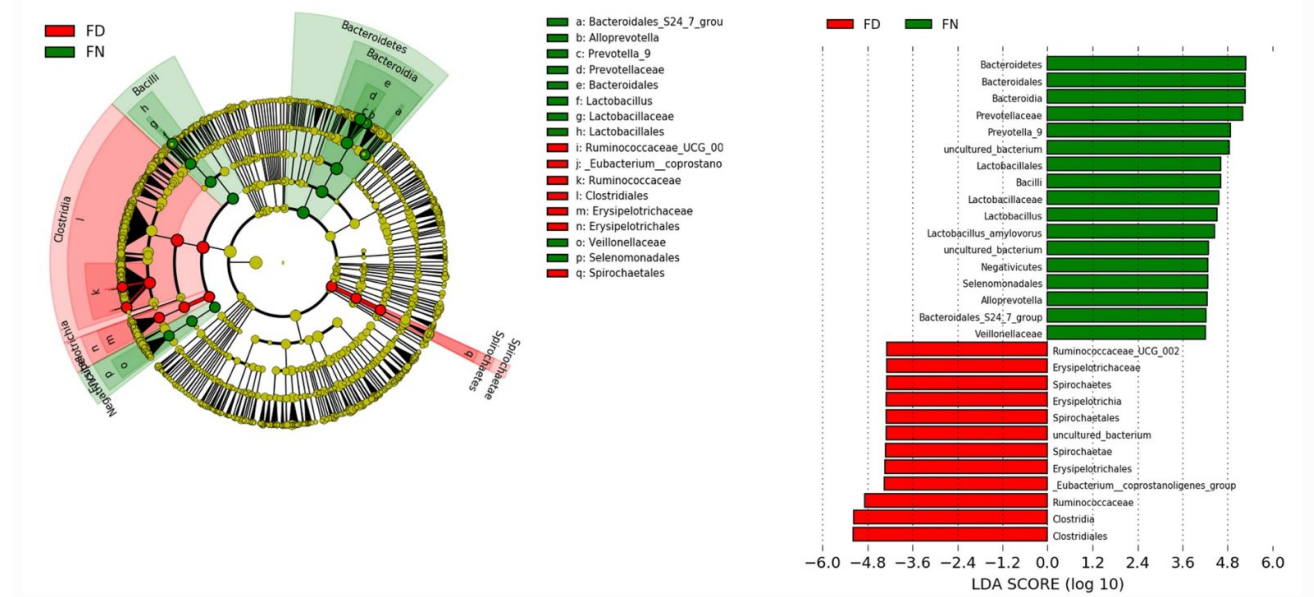 FD
FN
Bacteroidetes
Bacteroidia
e
d
a
Bacilli
h
g
Clostridia
l
k
n
m
p
o
q
Spirochaetes
Spirochaetae
a: Bacteroidales_S24_7_grou
b: Alloprevotella
c: Prevotella_9
d: Prevotellaceae
e: Bacteroidales
f: Lactobacillus
g: Lactobacillaceae
h: Lactobacillales
i: Ruminococcaceae_UCG_00
j: _Eubacterium__coprostano
k: Ruminococcaceae
l: Clostridiales
m: Erysipelotrichaceae
n: Erysipelotrichales
o: Veillonellaceae
p: Selenomonadales
q: Spirochaetales
FD FN
Bacteroidetes
Bacteroidales
Bacteroidia
Prevotellaceae
Prevotella_9
uncultured_bacterium
Lactobacillales
Bacilli
Lactobacillaceae
Lactobacillus
Lactobacillus_amylovorus
uncultured_bacterium
Negativicutes
Selenomonadales
Alloprevotella
Bacteroidales_S24_7_group
Veillonellaceae
Ruminococcaceae_UCG_002
Erysipelotrichaceae
Spirochaetes
Erysipelotrichia
Spirochaetales
uncultured_bacterium
Spirochaetae
Erysipelotrichales
_Eubacterium__coprostanoligenes_group
Ruminococcaceae
Clostridia
Clostridiales
−6.0 −4.8 −3.6 −2.4 −1.2 0.0 1.2 2.4 3.6 4.8 6.0
LDA SCORE (log 10)